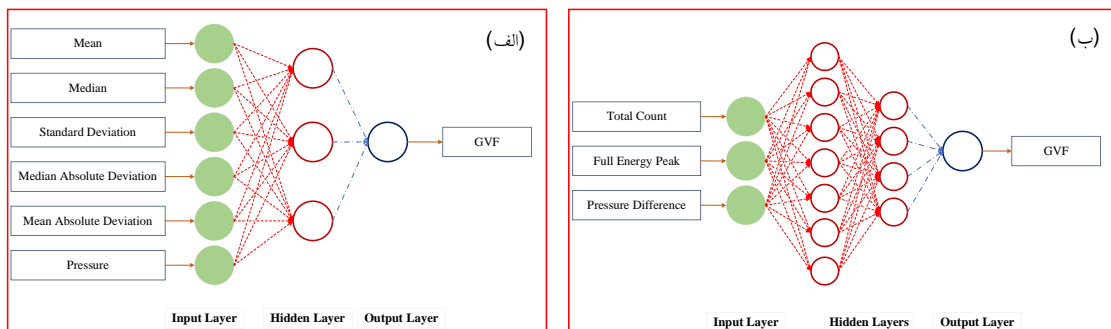 (الف)
Mean
Median
Standard Deviation
Median Absolute Deviation
Mean Absolute Deviation
Pressure
GVF
Input Layer
Hidden Layer
Output Layer
(ب)
Total Count
Full Energy Peak
Pressure Difference
GVF
Input Layer
Hidden Layers
Output Layer